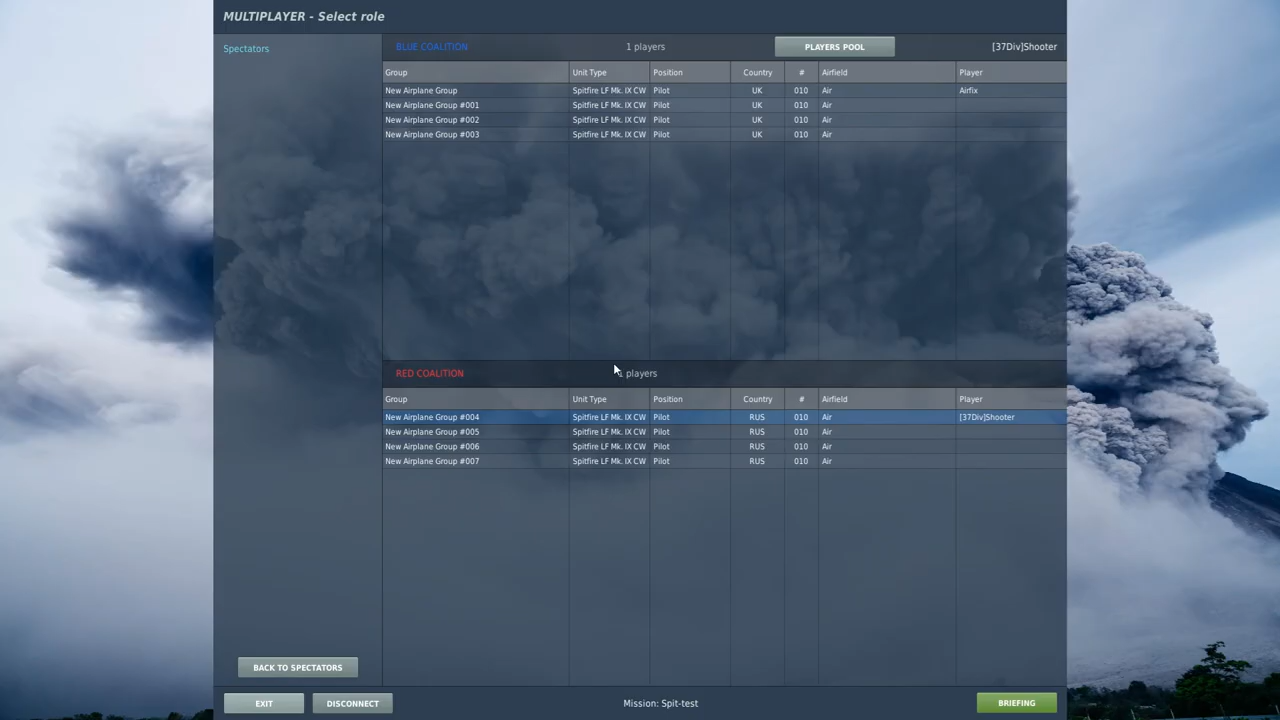 MULTIPLAYER - Select role
Spectators
BLUE COALITION 1 players PLAYERS POOL [37Div]Shooter
Group Unit Type Position Country # Airfield Player
New Airplane Group Spitfire LF Mk. IX CW Pilot UK 010 Air Airfix
New Airplane Group #001 Spitfire LF Mk. IX CW Pilot UK 010 Air
New Airplane Group #002 Spitfire LF Mk. IX CW Pilot UK 010 Air
New Airplane Group #003 Spitfire LF Mk. IX CW Pilot UK 010 Air
RED COALITION players
Group Unit Type Position Country # Airfield Player
New Airplane Group #004 Spitfire LF Mk. IX CW Pilot RUS 010 Air [37Div]Shooter
New Airplane Group #005 Spitfire LF Mk. IX CW Pilot RUS 010 Air
New Airplane Group #006 Spitfire LF Mk. IX CW Pilot RUS 010 Air
New Airplane Group #007 Spitfire LF Mk. IX CW Pilot RUS 010 Air
BACK TO SPECTATORS
EXIT DISCONNECT Mission: Spit-test BRIEFING